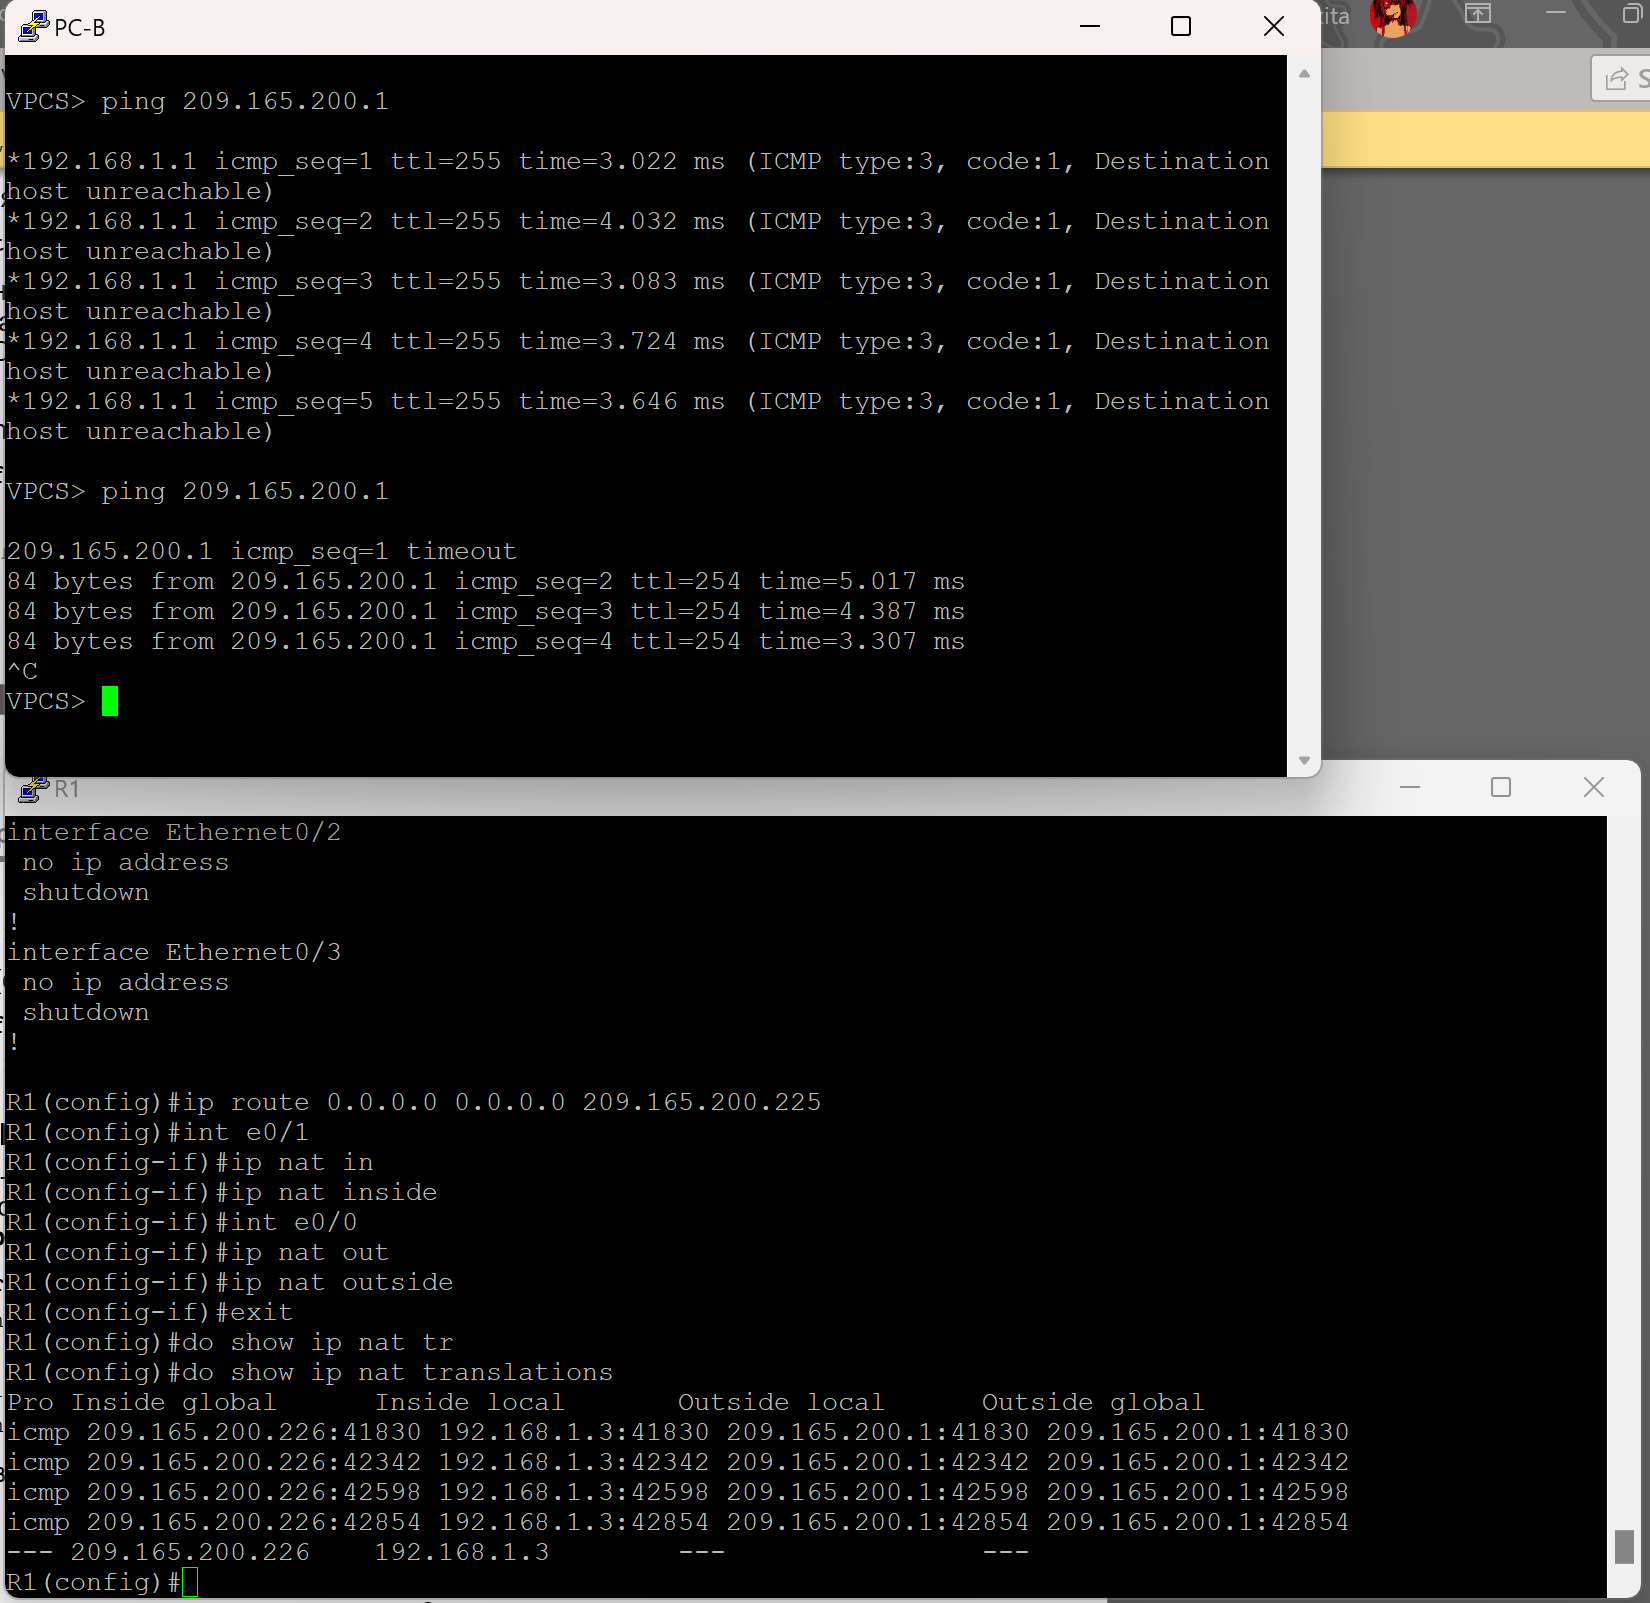 PC-B
VPCS> ping 209.165.200.1
*192.168.1.1 icmp_seq=1 ttl=255 time=3.022 ms (ICMP type:3, code:1, Destination
host unreachable)
*192.168.1.1 icmp_seq=2 ttl=255 time=4.032 ms (ICMP type:3, code:1, Destination
host unreachable)
*192.168.1.1 icmp_seq=3 ttl=255 time=3.083 ms (ICMP type:3, code:1, Destination
host unreachable)
*192.168.1.1 icmp_seq=4 ttl=255 time=3.724 ms (ICMP type:3, code:1, Destination
host unreachable)
*192.168.1.1 icmp_seq=5 ttl=255 time=3.646 ms (ICMP type:3, code:1, Destination
host unreachable)
VPCS> ping 209.165.200.1
209.165.200.1 icmp_seq=1 timeout
84 bytes from 209.165.200.1 icmp_seq=2 ttl=254 time=5.017 ms
84 bytes from 209.165.200.1 icmp_seq=3 ttl=254 time=4.387 ms
84 bytes from 209.165.200.1 icmp_seq=4 ttl=254 time=3.307 ms
^C
VPCS>
R1
interface Ethernet0/2
no ip address
shutdown
!
interface Ethernet0/3
no ip address
shutdown
!
R1(config)#ip route 0.0.0.0 0.0.0.0 209.165.200.225
R1(config)#int e0/1
R1(config-if)#ip nat in
R1(config-if)#ip nat inside
R1(config-if)#int e0/0
R1(config-if)#ip nat out
R1(config-if)#ip nat outside
R1(config-if)#exit
R1(config)#do show ip nat tr
R1(config)#do show ip nat translations
Pro Inside global Inside local Outside local Outside global
icmp 209.165.200.226:41830 192.168.1.3:41830 209.165.200.1:41830 209.165.200.1:41830
icmp 209.165.200.226:42342 192.168.1.3:42342 209.165.200.1:42342 209.165.200.1:42342
icmp 209.165.200.226:42598 192.168.1.3:42598 209.165.200.1:42598 209.165.200.1:42598
icmp 209.165.200.226:42854 192.168.1.3:42854 209.165.200.1:42854 209.165.200.1:42854
--- 209.165.200.226 192.168.1.3 --- ---
R1(config)#